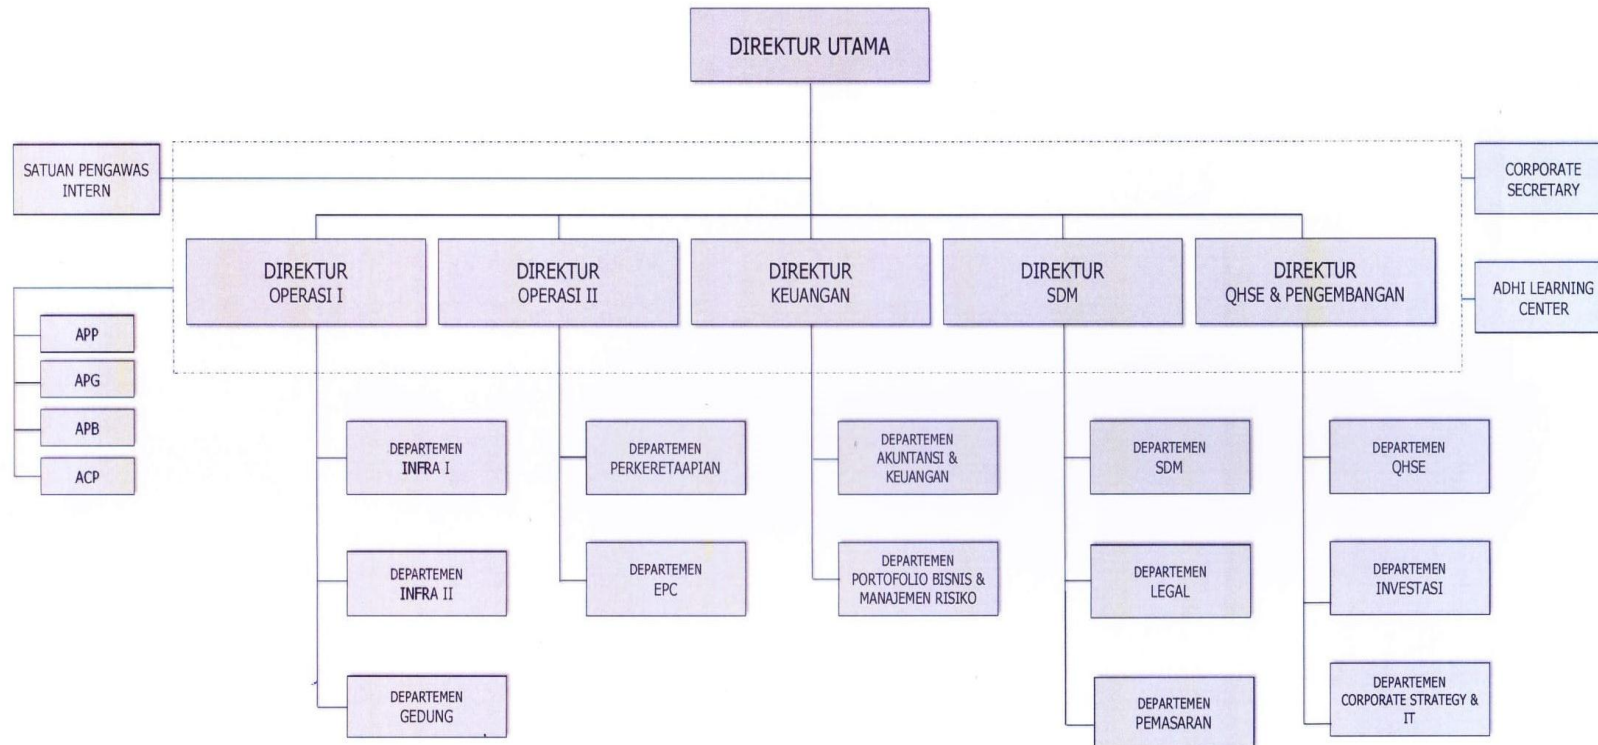 DIREKTUR UTAMA
SATUAN PENGAWAS
INTERN
CORPORATE
SECRETARY
DIREKTUR
OPERASI I
DIREKTUR
OPERASI II
DIREKTUR
KEUANGAN
DIREKTUR
SDM
DIREKTUR
QHSE & PENGEMBANGAN
ADHI LEARNING
CENTER
APP
APG
APB
ACP
DEPARTEMEN
INFRA I
DEPARTEMEN
PERKERETAAPIAN
DEPARTEMEN
AKUNTANSI &
KEUANGAN
DEPARTEMEN
SDM
DEPARTEMEN
QHSE
DEPARTEMEN
INFRA II
DEPARTEMEN
EPC
DEPARTEMEN
PORTOFOLIO BISNIS &
MANAJEMEN RISIKO
DEPARTEMEN
LEGAL
DEPARTEMEN
INVESTASI
DEPARTEMEN
GEDUNG
DEPARTEMEN
PEMASARAN
DEPARTEMEN
CORPORATE STRATEGY &
IT